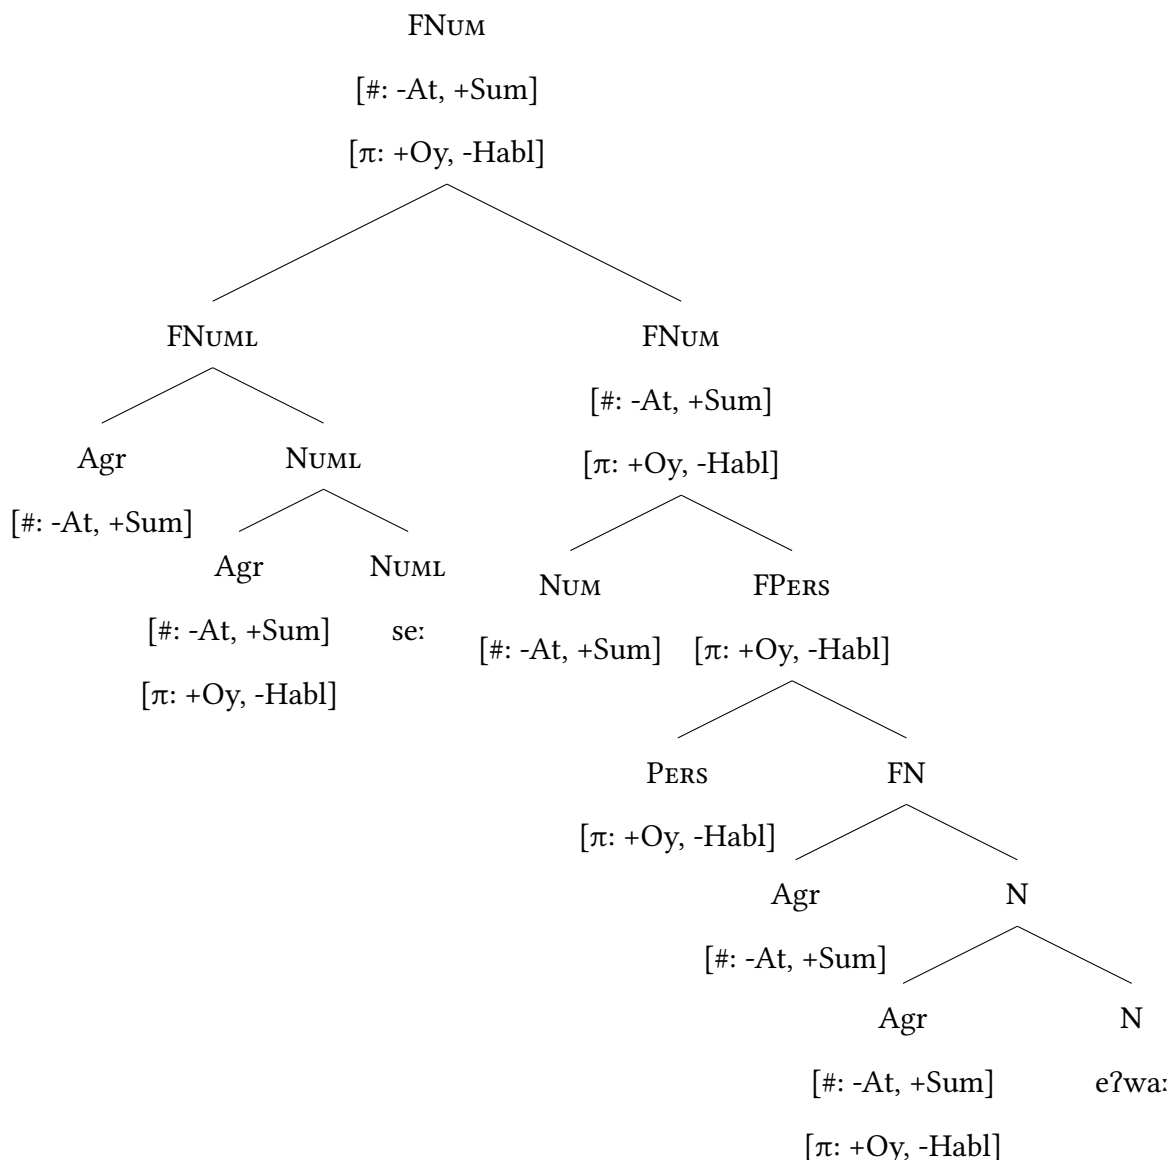 FNUM
[#: -At, +Sum]
[π: +Oy, -Habl]
FNUML FNUM
[#: -At, +Sum]
Agr NUML [π: +Oy, -Habl]
[#: -At, +Sum]
Agr NUML NUM FPERS
[#: -At, +Sum] seː [#: -At, +Sum] [π: +Oy, -Habl]
[π: +Oy, -Habl]
PERS FN
[π: +Oy, -Habl]
Agr N
[#: -At, +Sum]
Agr N
[#: -At, +Sum] eʔwaː
[π: +Oy, -Habl]